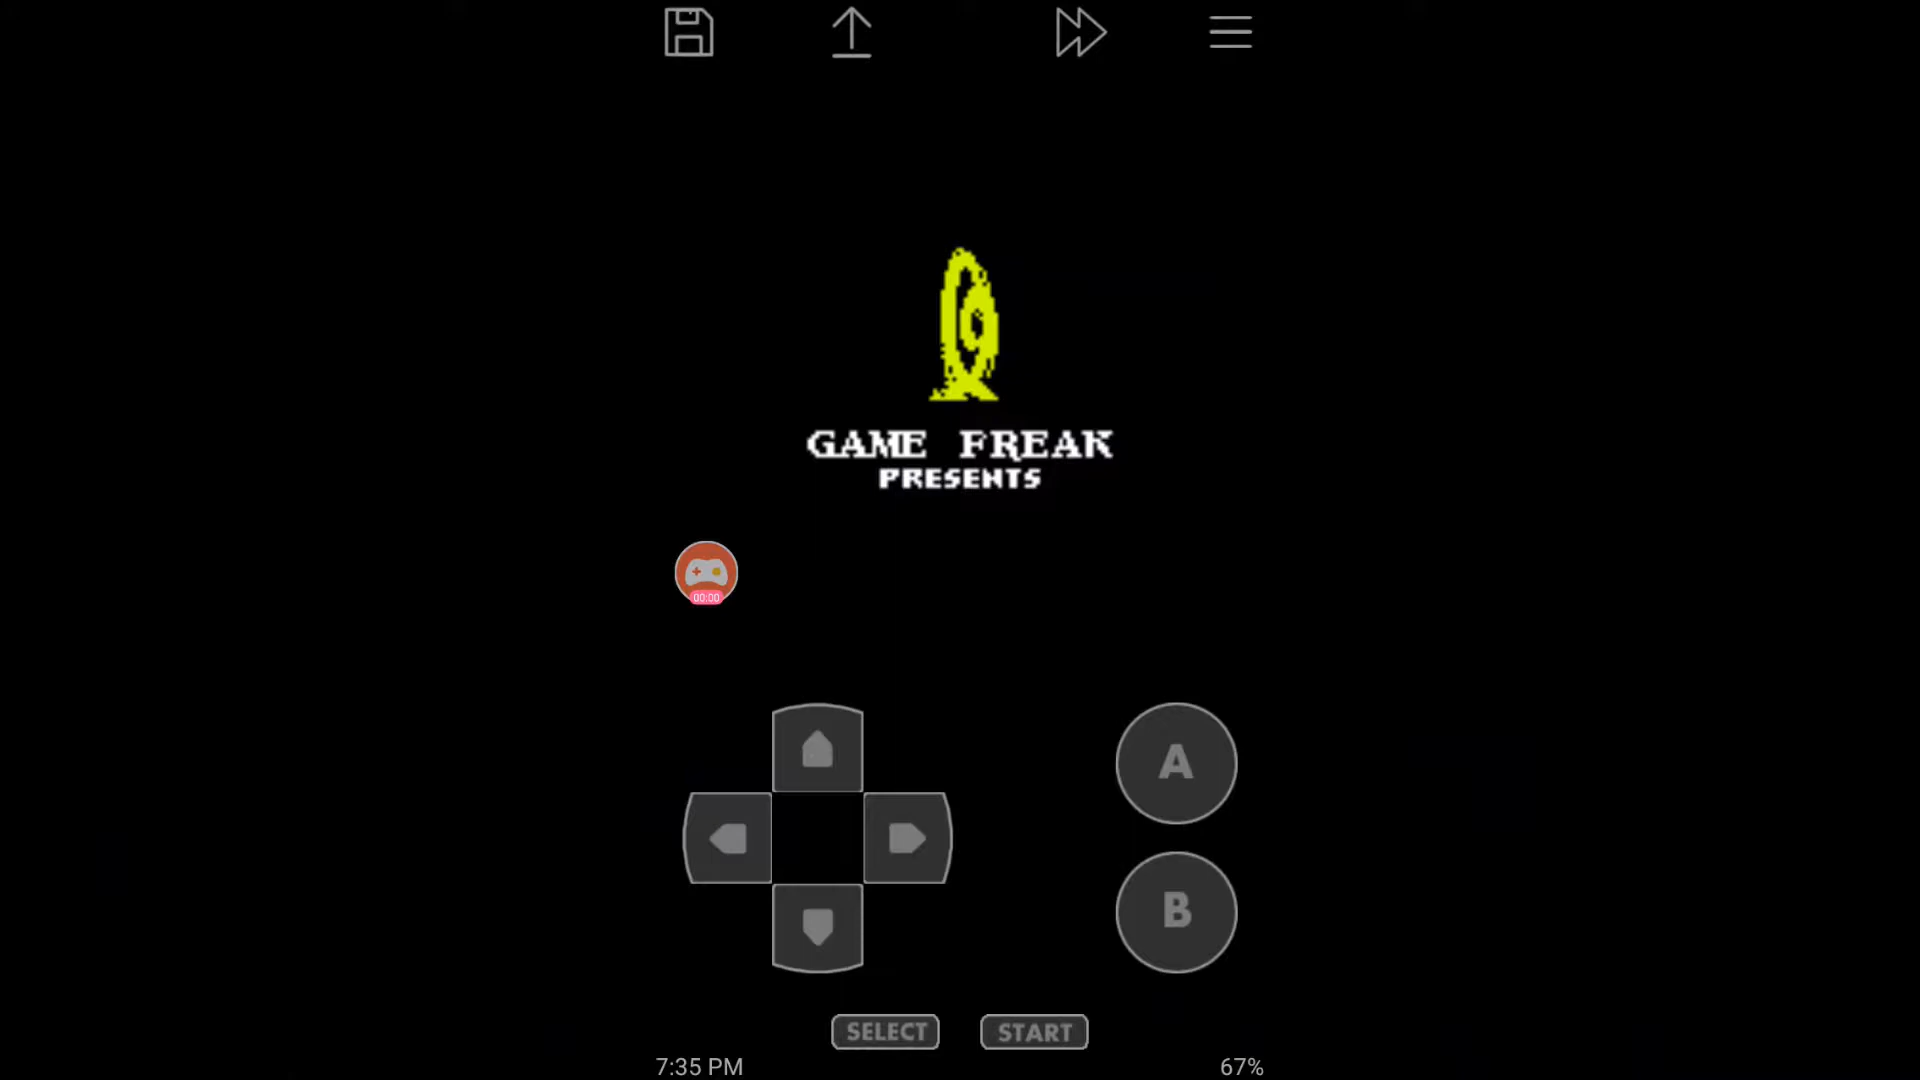 GAME FREAK
PRESENTS
00:00
A
B
SELECT START
7:35 PM 67%